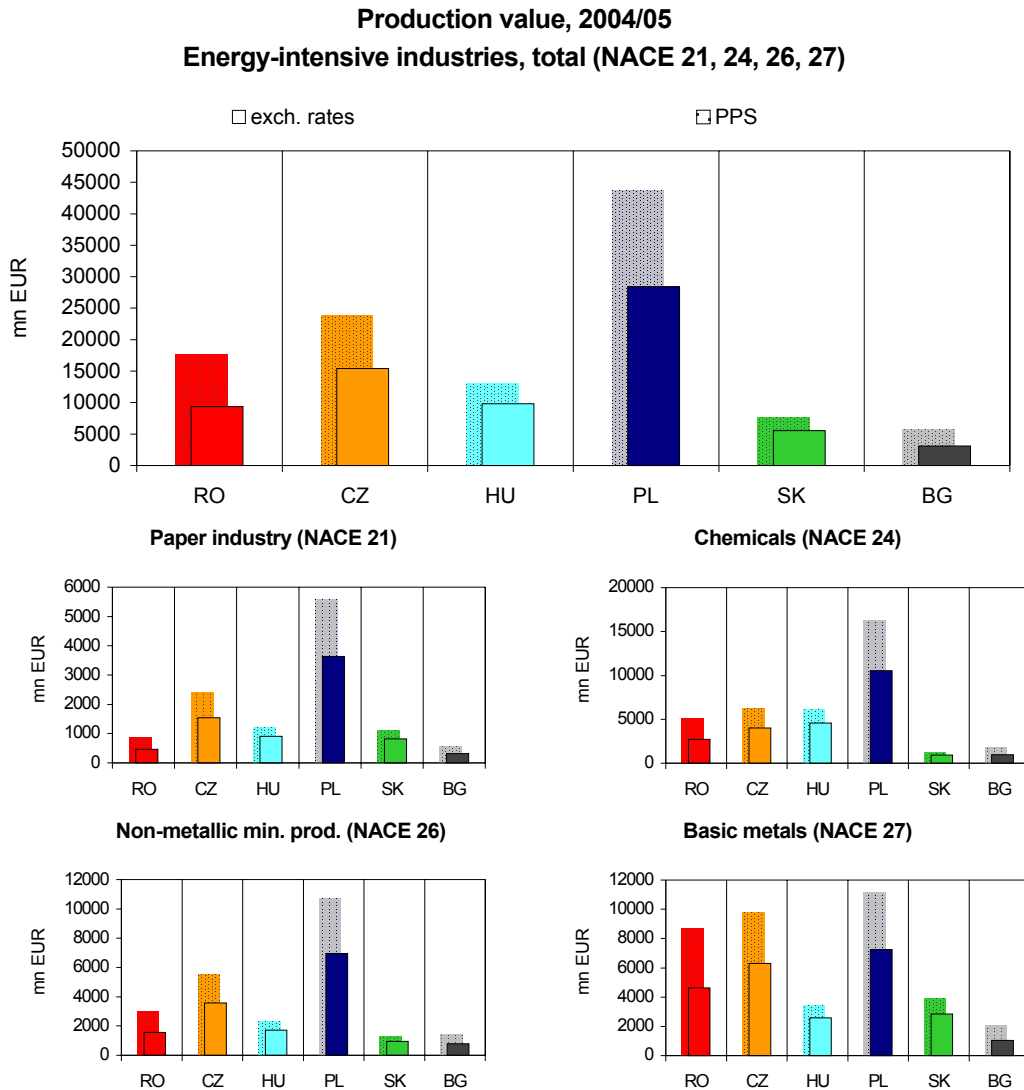 Production value, 2004/05
Energy-intensive industries, total (NACE 21, 24, 26, 27)
exch. rates PPS
50000
45000
40000
35000
30000
25000
20000
15000
10000
5000
0
mn EUR
RO CZ HU PL SK BG
Paper industry (NACE 21)
6000
5000
4000
3000
2000
1000
0
mn EUR
RO CZ HU PL SK BG
Chemicals (NACE 24)
20000
15000
10000
5000
0
mn EUR
RO CZ HU PL SK BG
Non-metallic min. prod. (NACE 26)
12000
10000
8000
6000
4000
2000
0
mn EUR
RO CZ HU PL SK BG
Basic metals (NACE 27)
12000
10000
8000
6000
4000
2000
0
mn EUR
RO CZ HU PL SK BG